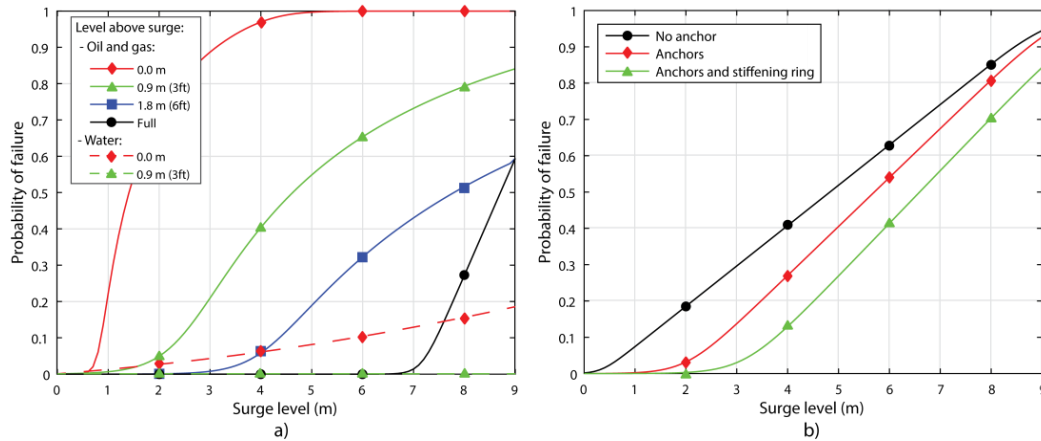 Level above surge:
- Oil and gas:
0.0 m
0.9 m (3ft)
1.8 m (6ft)
Full
- Water:
0.0 m
0.9 m (3ft)
Probability of failure
1
0.9
0.8
0.7
0.6
0.5
0.4
0.3
0.2
0.1
0
0 1 2 3 4 5 6 7 8 9
Surge level (m)
a)
No anchor
Anchors
Anchors and stiffening ring
Probability of failure
1
0.9
0.8
0.7
0.6
0.5
0.4
0.3
0.2
0.1
0
0 1 2 3 4 5 6 7 8 9
Surge level (m)
b)